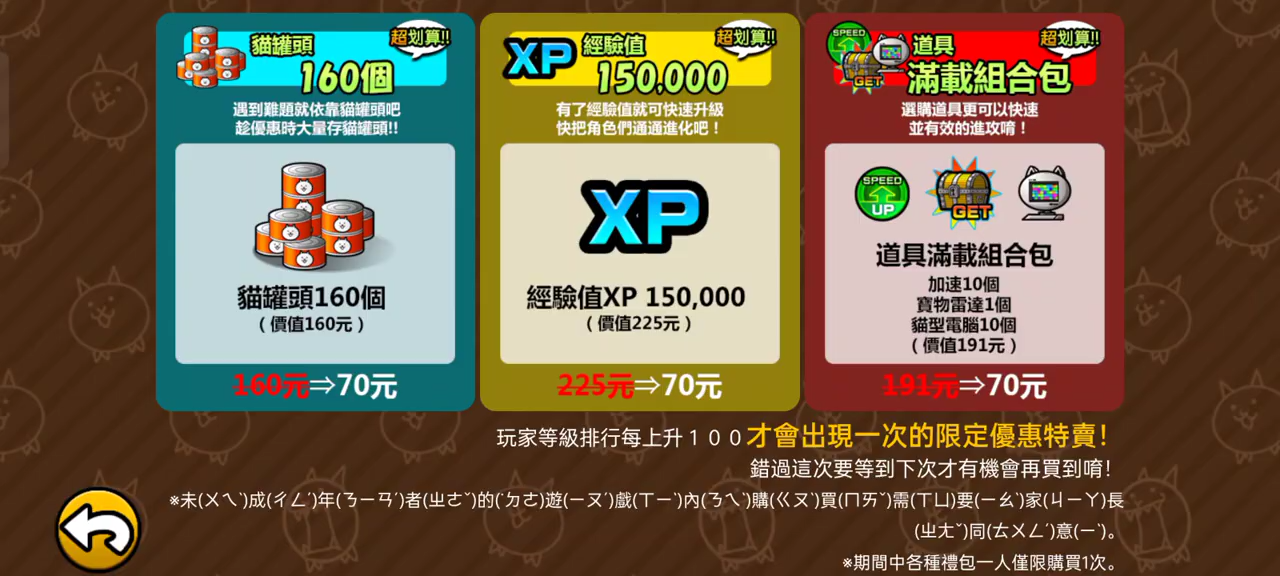 貓罐頭
超划算!!
160個
遇到難題就依靠貓罐頭吧
趁優惠時大量存貓罐頭!!
貓罐頭160個
（價值160元）
160元⇒70元
XP 經驗值
超划算!!
150,000
有了經驗值就可快速升級
快把角色們通通進化吧！
XP
經驗值XP 150,000
（價值225元）
225元⇒70元
SPEED
GET
道具
超划算!!
滿載組合包
選購道具更可以快速
並有效的進攻唷！
SPEED
UP
GET
道具滿載組合包
加速10個
寶物雷達1個
貓型電腦10個
（價值191元）
191元⇒70元
玩家等級排行每上升１００才會出現一次的限定優惠特賣！
錯過這次要等到下次才有機會再買到唷！
※未(ㄨㄟˋ)成(ㄔㄥˊ)年(ㄋㄧㄢˊ)者(ㄓㄜˇ)的(˙ㄉㄜ)遊(ㄧㄡˊ)戲(ㄒㄧˋ)內(ㄋㄟˋ)購(ㄍㄡˋ)買(ㄇㄞˇ)需(ㄒㄩ)要(ㄧㄠˋ)家(ㄐㄧㄚ)長
(ㄓㄤˇ)同(ㄊㄨㄥˊ)意(ㄧˋ)。
※期間中各種禮包一人僅限購買1次。